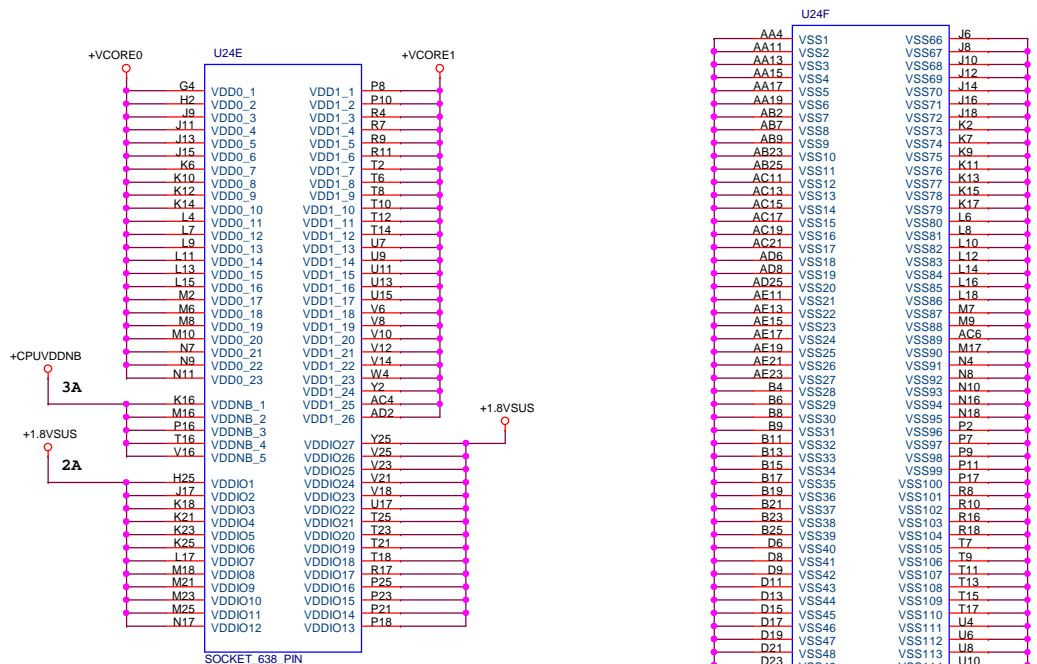 U24E
+VCORE0
+VCORE1
G4 VDD0_1 VDD1_1 P8
H2 VDD0_2 VDD1_2 P10
J9 VDD0_3 VDD1_3 R4
J11 VDD0_4 VDD1_4 R7
J13 VDD0_5 VDD1_5 R9
J15 VDD0_6 VDD1_6 R11
K6 VDD0_7 VDD1_7 T2
K10 VDD0_8 VDD1_8 T6
K12 VDD0_9 VDD1_9 T8
K14 VDD0_10 VDD1_10 T10
L4 VDD0_11 VDD1_11 T12
L7 VDD0_12 VDD1_12 T14
L9 VDD0_13 VDD1_13 U7
L11 VDD0_14 VDD1_14 U9
L13 VDD0_15 VDD1_15 U11
L15 VDD0_16 VDD1_16 U13
M2 VDD0_17 VDD1_17 U15
M6 VDD0_18 VDD1_18 V6
M8 VDD0_19 VDD1_19 V8
M10 VDD0_20 VDD1_20 V10
N7 VDD0_21 VDD1_21 V12
N9 VDD0_22 VDD1_22 V14
N11 VDD0_23 VDD1_23 W4
VDD1_24 Y2
+CPUVDDNB
3A
K16 VDDNB_1 VDD1_25 AC4
M16 VDDNB_2 VDD1_26 AD2
P16 VDDNB_3
+1.8VSUS
T16 VDDNB_4 VDDIO27 Y25
V16 VDDNB_5 VDDIO26 V25
+1.8VSUS
2A
VDDIO25 V23
H25 VDDIO1 VDDIO24 V21
J17 VDDIO2 VDDIO23 V18
K18 VDDIO3 VDDIO22 U17
K21 VDDIO4 VDDIO21 T25
K23 VDDIO5 VDDIO20 T23
K25 VDDIO6 VDDIO19 T21
L17 VDDIO7 VDDIO18 T18
M18 VDDIO8 VDDIO17 R17
M21 VDDIO9 VDDIO16 P25
M23 VDDIO10 VDDIO15 P23
M25 VDDIO11 VDDIO14 P21
N17 VDDIO12 VDDIO13 P18
SOCKET_638_PIN
U24F
AA4 VSS1 VSS66 J6
AA11 VSS2 VSS67 J8
AA13 VSS3 VSS68 J10
AA15 VSS4 VSS69 J12
AA17 VSS5 VSS70 J14
AA19 VSS6 VSS71 J16
AB2 VSS7 VSS72 J18
AB7 VSS8 VSS73 K2
AB9 VSS9 VSS74 K7
AB23 VSS10 VSS75 K9
AB25 VSS11 VSS76 K11
AC11 VSS12 VSS77 K13
AC13 VSS13 VSS78 K15
AC15 VSS14 VSS79 K17
AC17 VSS15 VSS80 L6
AC19 VSS16 VSS81 L8
AC21 VSS17 VSS82 L10
AD6 VSS18 VSS83 L12
AD8 VSS19 VSS84 L14
AD25 VSS20 VSS85 L16
AE11 VSS21 VSS86 L18
AE13 VSS22 VSS87 M7
AE15 VSS23 VSS88 M9
AE17 VSS24 VSS89 AC6
AE19 VSS25 VSS90 M17
AE21 VSS26 VSS91 N4
AE23 VSS27 VSS92 N8
B4 VSS28 VSS93 N10
B6 VSS29 VSS94 N16
B8 VSS30 VSS95 N18
B9 VSS31 VSS96 P2
B11 VSS32 VSS97 P7
B13 VSS33 VSS98 P9
B15 VSS34 VSS99 P11
B17 VSS35 VSS100 P17
B19 VSS36 VSS101 R8
B21 VSS37 VSS102 R10
B23 VSS38 VSS103 R16
B25 VSS39 VSS104 R18
D6 VSS40 VSS105 T7
D8 VSS41 VSS106 T9
D9 VSS42 VSS107 T11
D11 VSS43 VSS108 T13
D13 VSS44 VSS109 T15
D15 VSS45 VSS110 T17
D17 VSS46 VSS111 U4
D19 VSS47 VSS112 U6
D21 VSS48 VSS113 U8
D23 U10